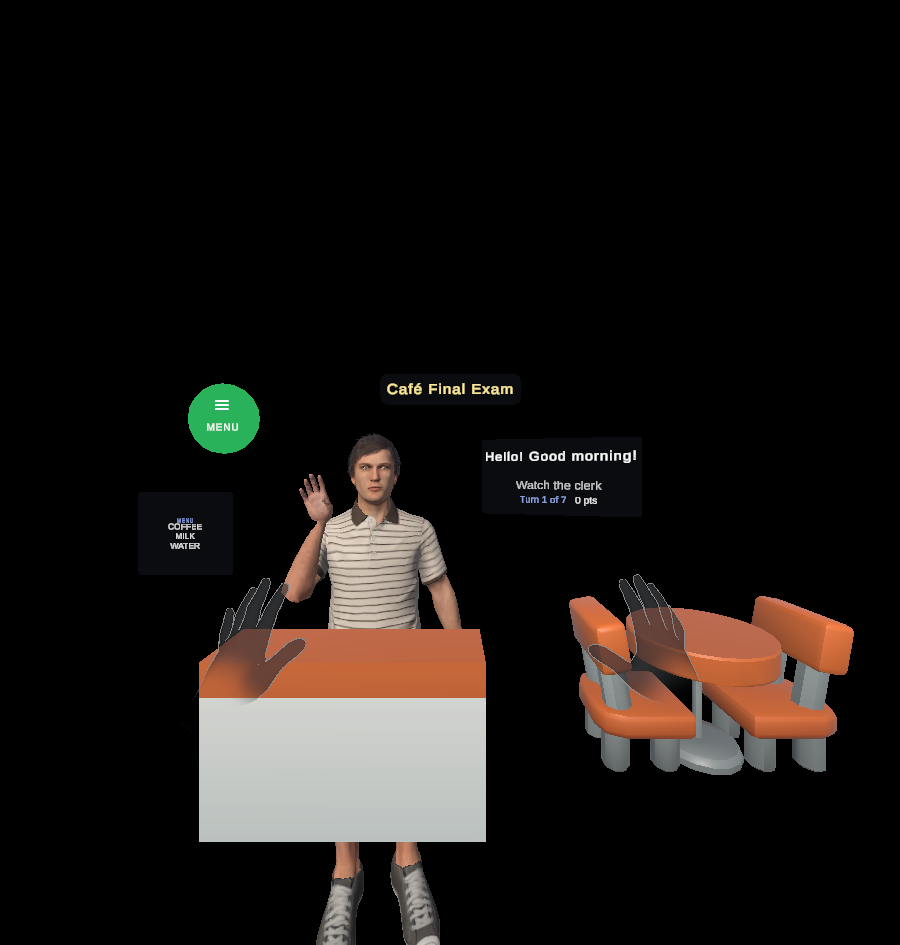 Café Final Exam
MENU
Hello! Good morning!
Watch the clerk
Turn 1 of 7 0 pts
MENU
COFFEE
MILK
WATER